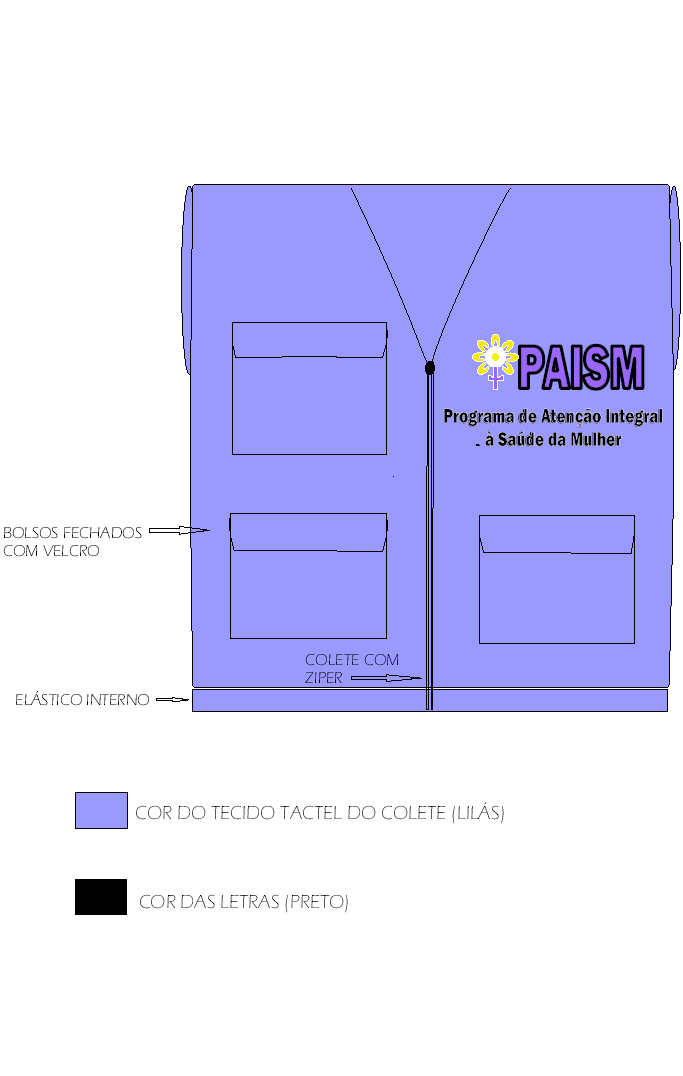 PAISM
Programa de Atenção Integral
à Saúde da Mulher
BOLSOS FECHADOS
COM VELCRO
COLETE COM
ZIPER
ELÁSTICO INTERNO
COR DO TECIDO TACTEL DO COLETE (LILÁS)
COR DAS LETRAS (PRETO)